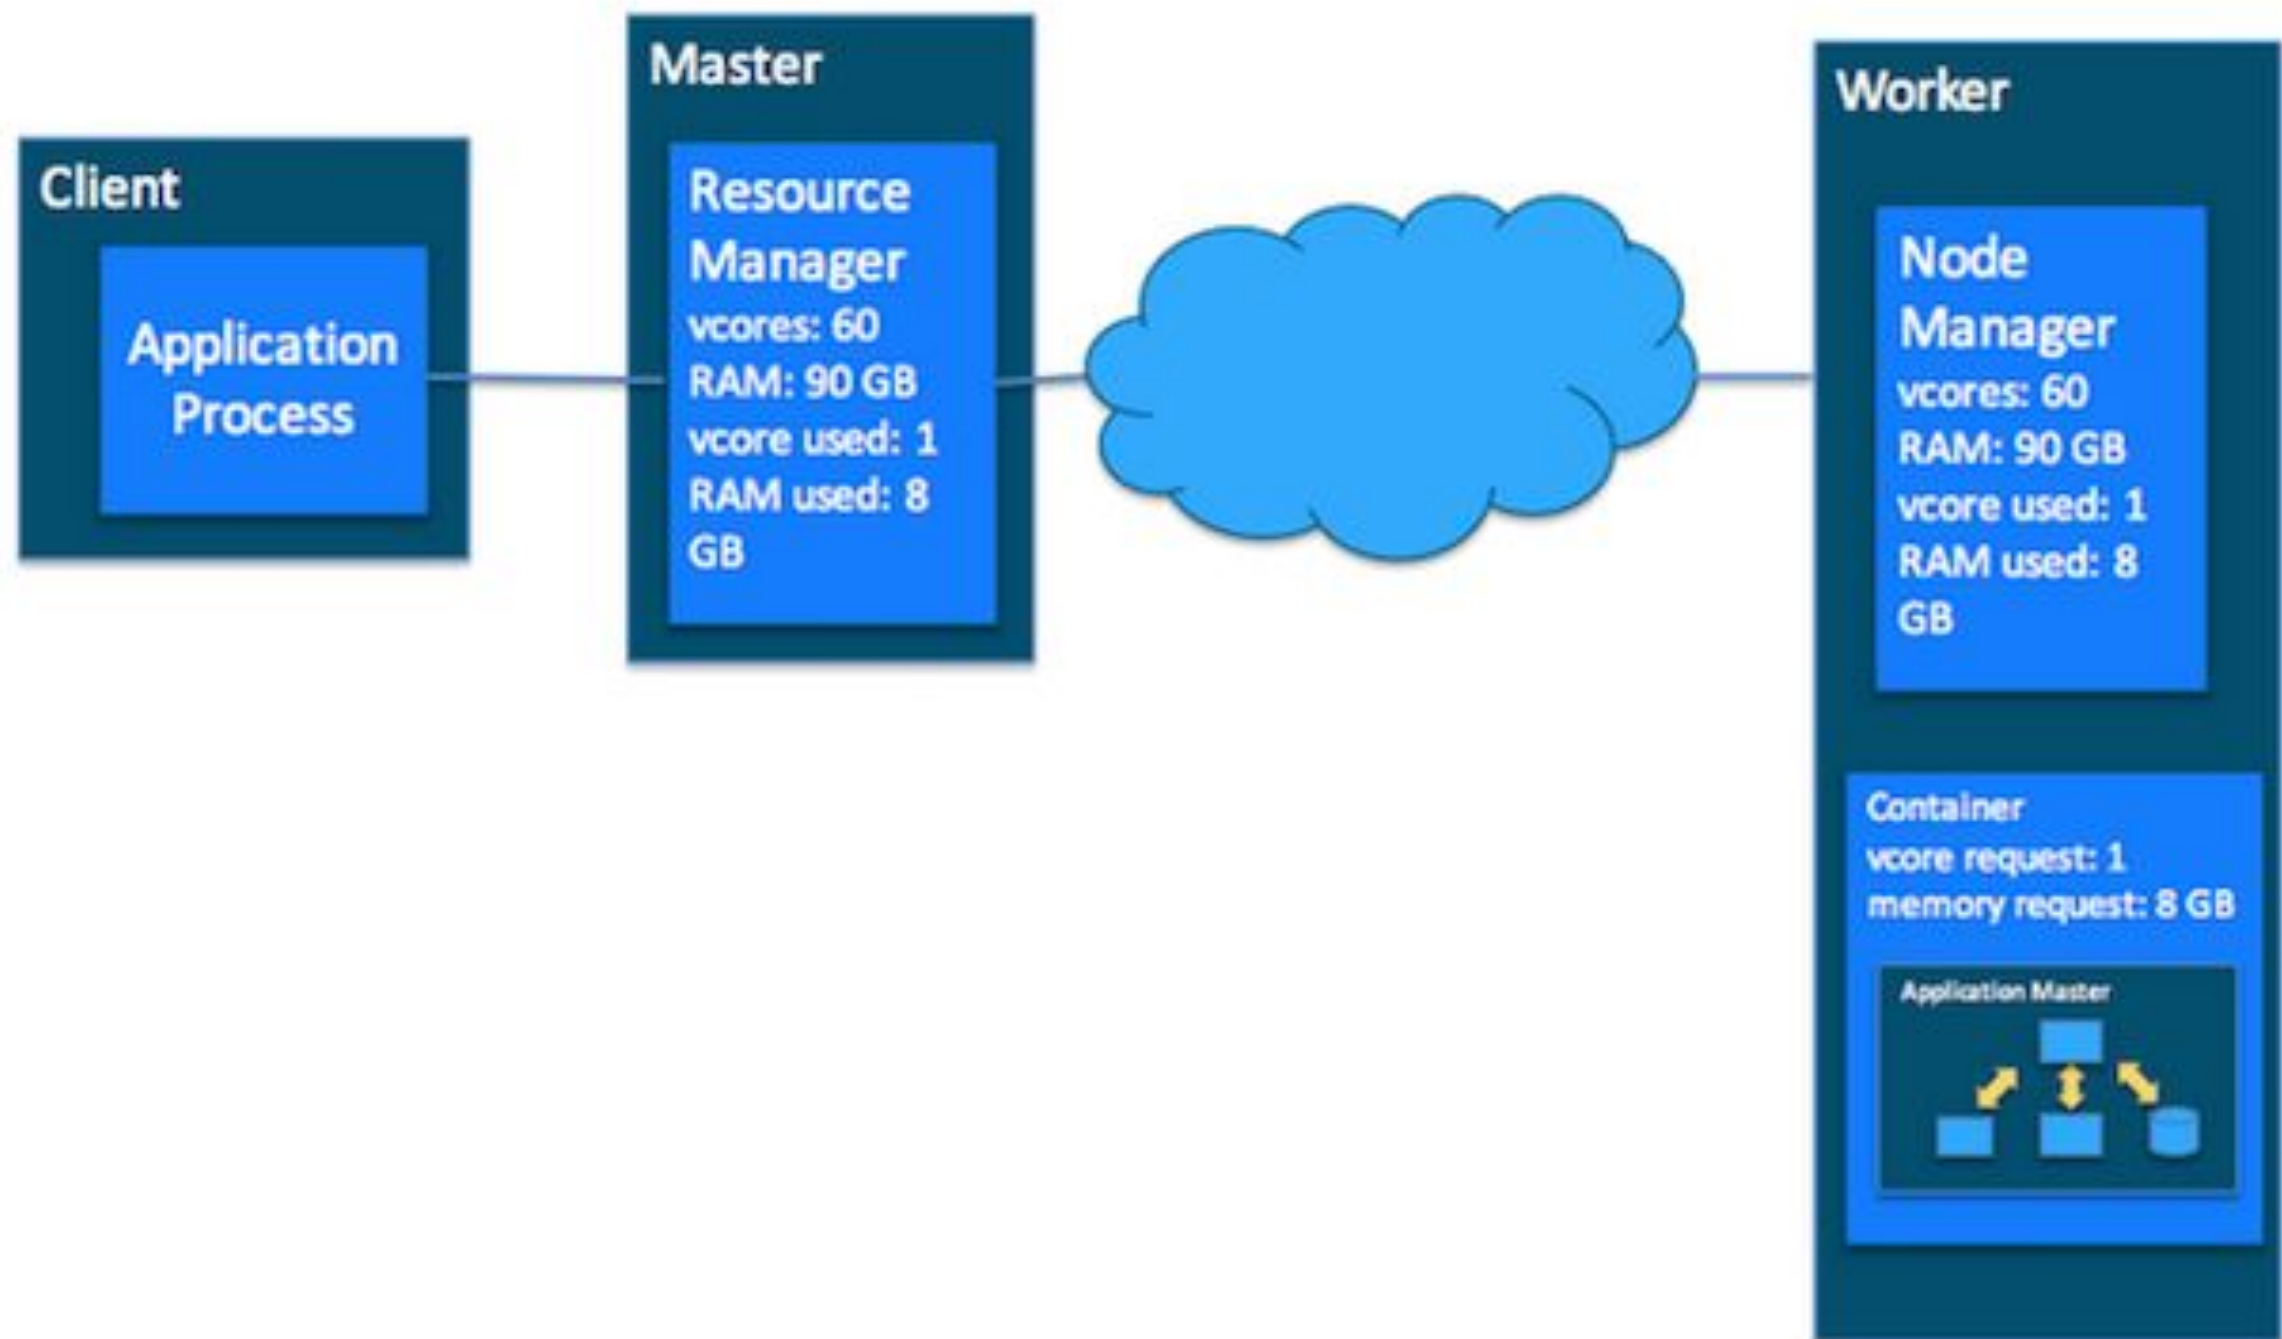 Client
Application
Process
Master
Resource
Manager
vcores: 60
RAM: 90 GB
vcore used: 1
RAM used: 8
GB
Worker
Node
Manager
vcores: 60
RAM: 90 GB
vcore used: 1
RAM used: 8
GB
Container
vcore request: 1
memory request: 8 GB
Application Master